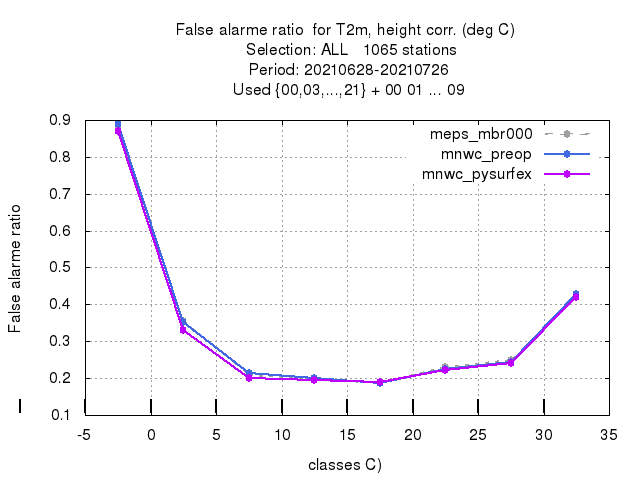 False alarme ratio  for T2m, height corr. (deg C)
Selection: ALL   1065 stations
Period: 20210628-20210726
Used {00,03,...,21} + 00 01 ... 09
meps_mbr000
mnwc_preop
mnwc_pysurfex
False alarme ratio
0.9
0.8
0.7
0.6
0.5
0.4
0.3
0.2
0.1
-5 0 5 10 15 20 25 30 35
classes C)